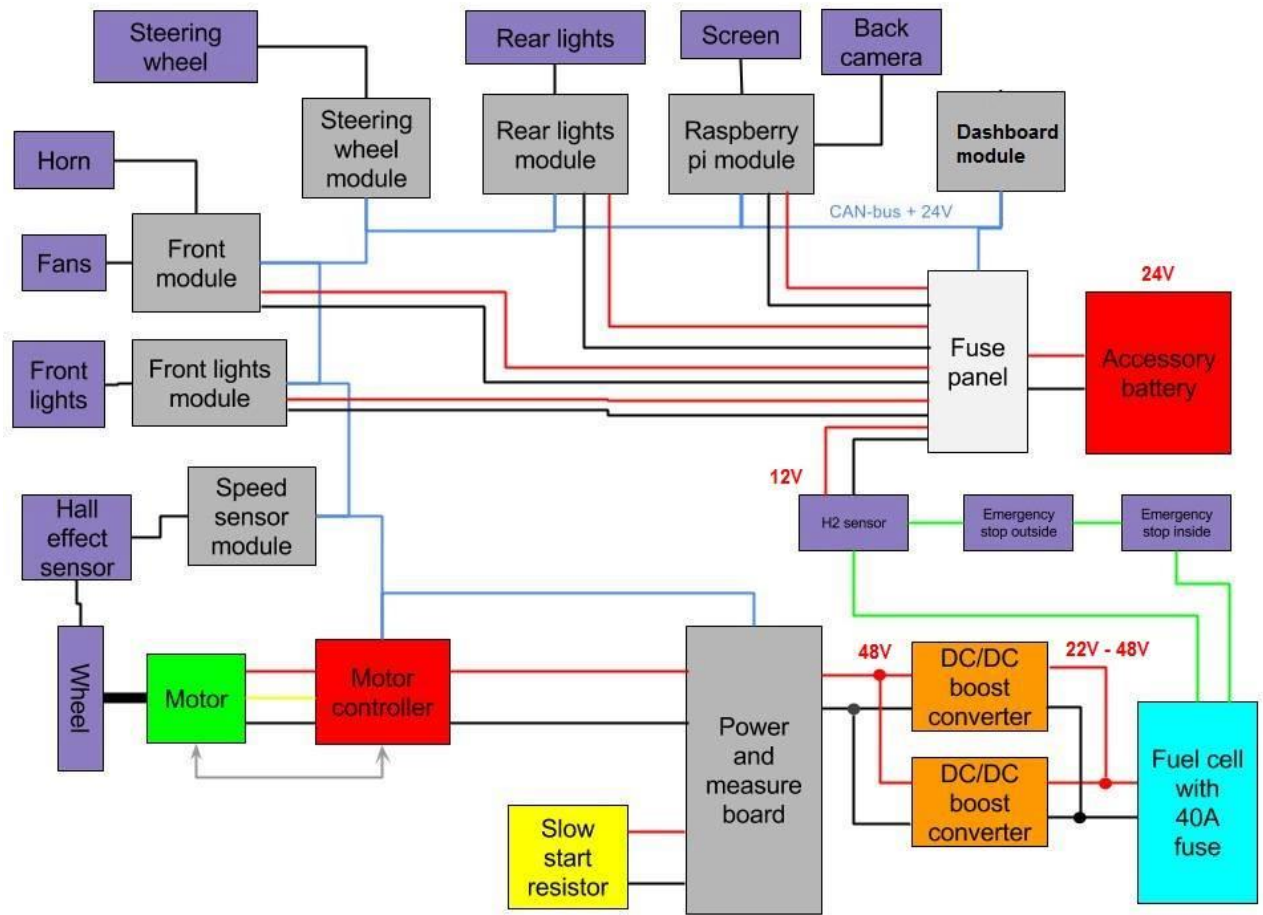 Steering
wheel
Rear lights
Screen
Back
camera
Steering
wheel
module
Rear lights
module
Raspberry
pi module
Dashboard
module
Horn
CAN-bus + 24V
Fans
Front
module
24V
Front
lights
Front lights
module
Fuse
panel
Accessory
battery
12V
Hall
effect
sensor
Speed
sensor
module
H2 sensor
Emergency
stop outside
Emergency
stop inside
Wheel
Motor
Motor
controller
Power
and
measure
board
48V
DC/DC
boost
converter
22V - 48V
DC/DC
boost
converter
Fuel cell
with
40A
fuse
Slow
start
resistor